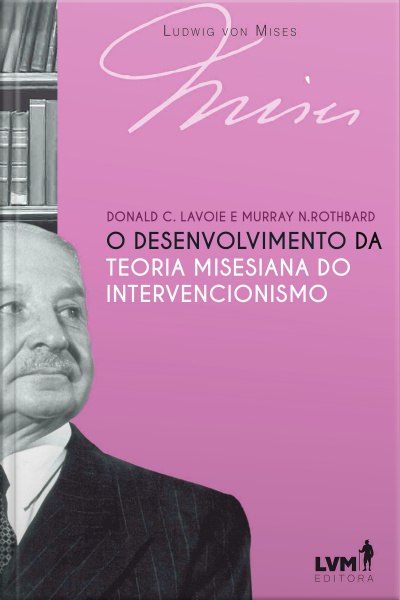 LUDWIG VON MISES
Mises
DONALD C. LAVOIE E MURRAY N.ROTHBARD
O DESENVOLVIMENTO DA
TEORIA MISESIANA DO
INTERVENCIONISMO
LVM
EDITORA